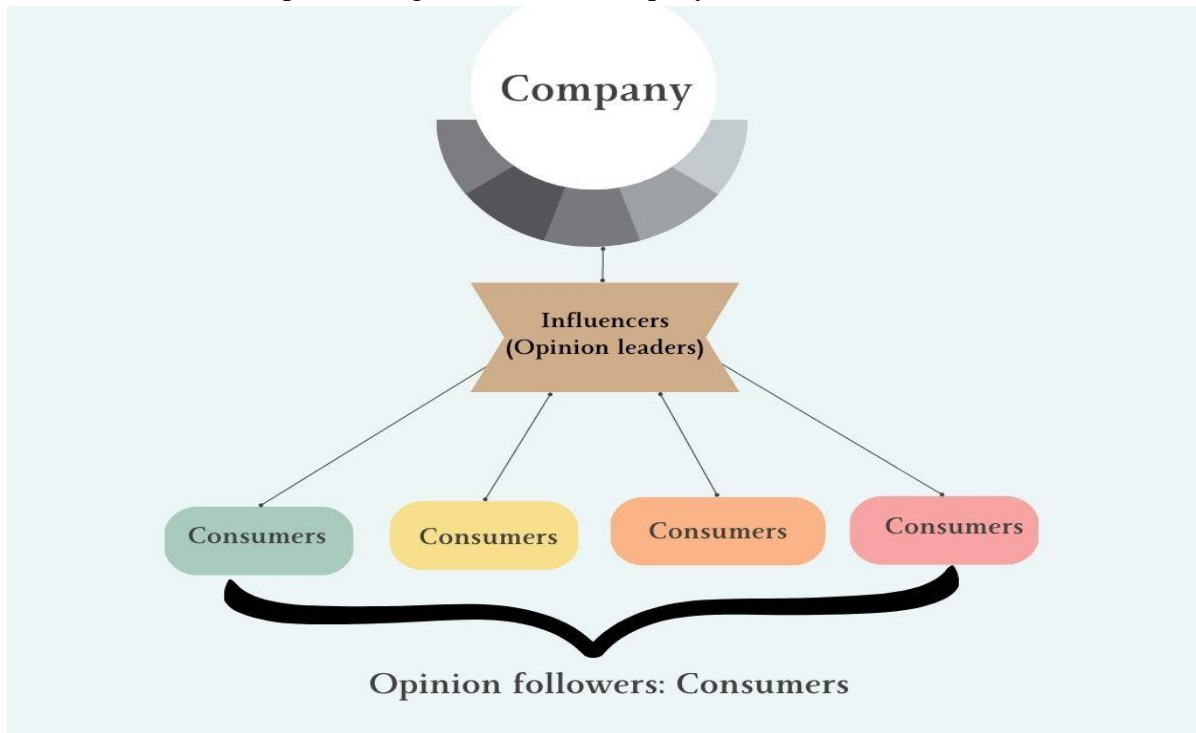 Company
Influencers
(Opinion leaders)
Consumers
Consumers
Consumers
Consumers
Opinion followers: Consumers